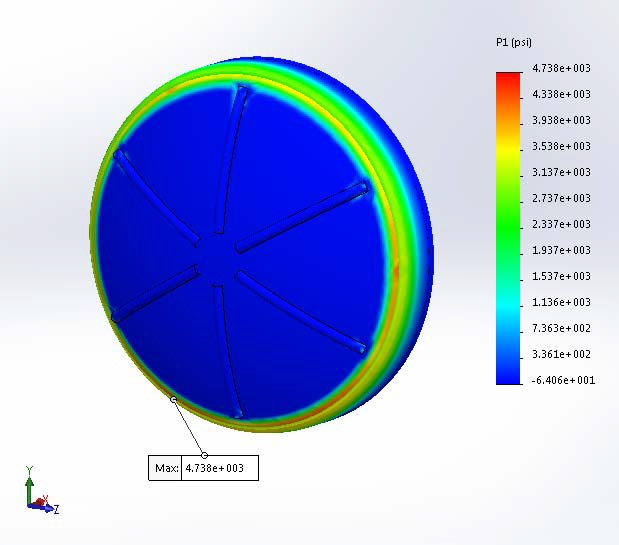 P1 (psi)
4.738e+003
4.338e+003
3.938e+003
3.538e+003
3.137e+003
2.737e+003
2.337e+003
1.937e+003
1.537e+003
1.136e+003
7.363e+002
3.361e+002
-6.406e+001
Max: 4.738e+003
Y
X
Z